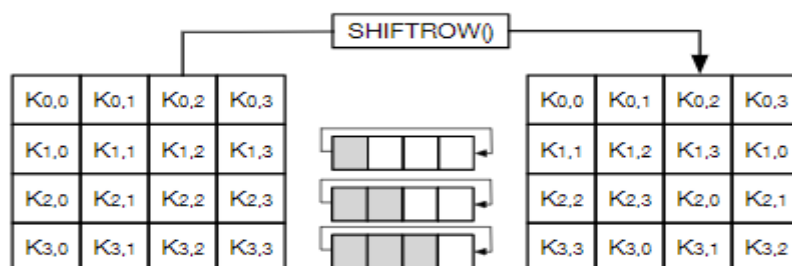 SHIFTROW()
K0,0 K0,1 K0,2 K0,3 K0,0 K0,1 K0,2 K0,3
K1,0 K1,1 K1,2 K1,3 K1,1 K1,2 K1,3 K1,0
K2,0 K2,1 K2,2 K2,3 K2,2 K2,3 K2,0 K2,1
K3,0 K3,1 K3,2 K3,3 K3,3 K3,0 K3,1 K3,2